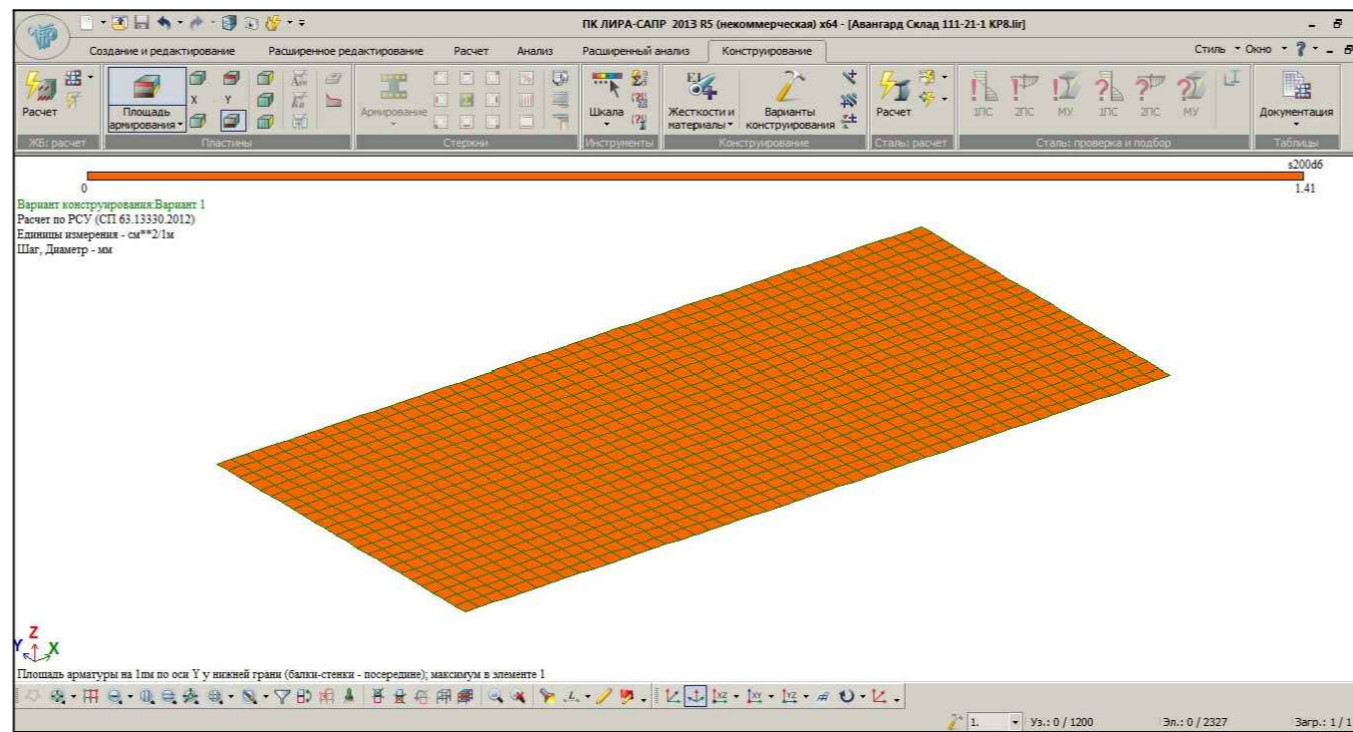 ПК ЛИРА-САПР 2013 R5 (некоммерческая) x64 - [Авангард Склад 111-21-1 КР8.lir]
Создание и редактирование Расширенное редактирование Расчет Анализ Расширенный анализ Конструирование Стиль Окно ?
Расчет Площадь армирования X Y Армирование Шкала Жесткости и материалы Варианты конструирования Расчет 1ПС 2ПС МУ 1ПС 2ПС МУ Документация
ЖБ: расчет Пластины Стержни Инструменты Конструирование Сталь: расчет Сталь: проверка и подбор Таблицы
s200d6
0 1.41
Вариант конструирования:Вариант 1
Расчет по РСУ (СП 63.13330.2012)
Единицы измерения - см**2/1м
Шаг, Диаметр - мм
Z
Y X
Площадь арматуры на 1пм по оси Y у нижней грани (балки-стенки - посередине); максимум в элементе 1
1. Уз.: 0 / 1200 Эл.: 0 / 2327 Загр.: 1 / 1